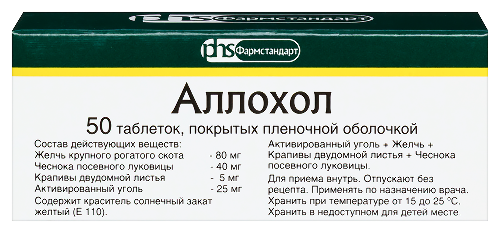 phs Фармстандарт
Аллохол
50 таблеток, покрытых пленочной оболочкой
Состав действующих веществ:
Желчь крупного рогатого скота - 80 мг
Чеснока посевного луковицы - 40 мг
Крапивы двудомной листья - 5 мг
Активированный уголь - 25 мг
Содержит краситель солнечный закат
желтый (Е 110).
Активированный уголь + Желчь +
Крапивы двудомной листья + Чеснока
посевного луковицы.
Для приема внутрь. Отпускают без
рецепта. Применять по назначению врача.
Хранить при температуре от 15 до 25 °С.
Хранить в недоступном для детей месте